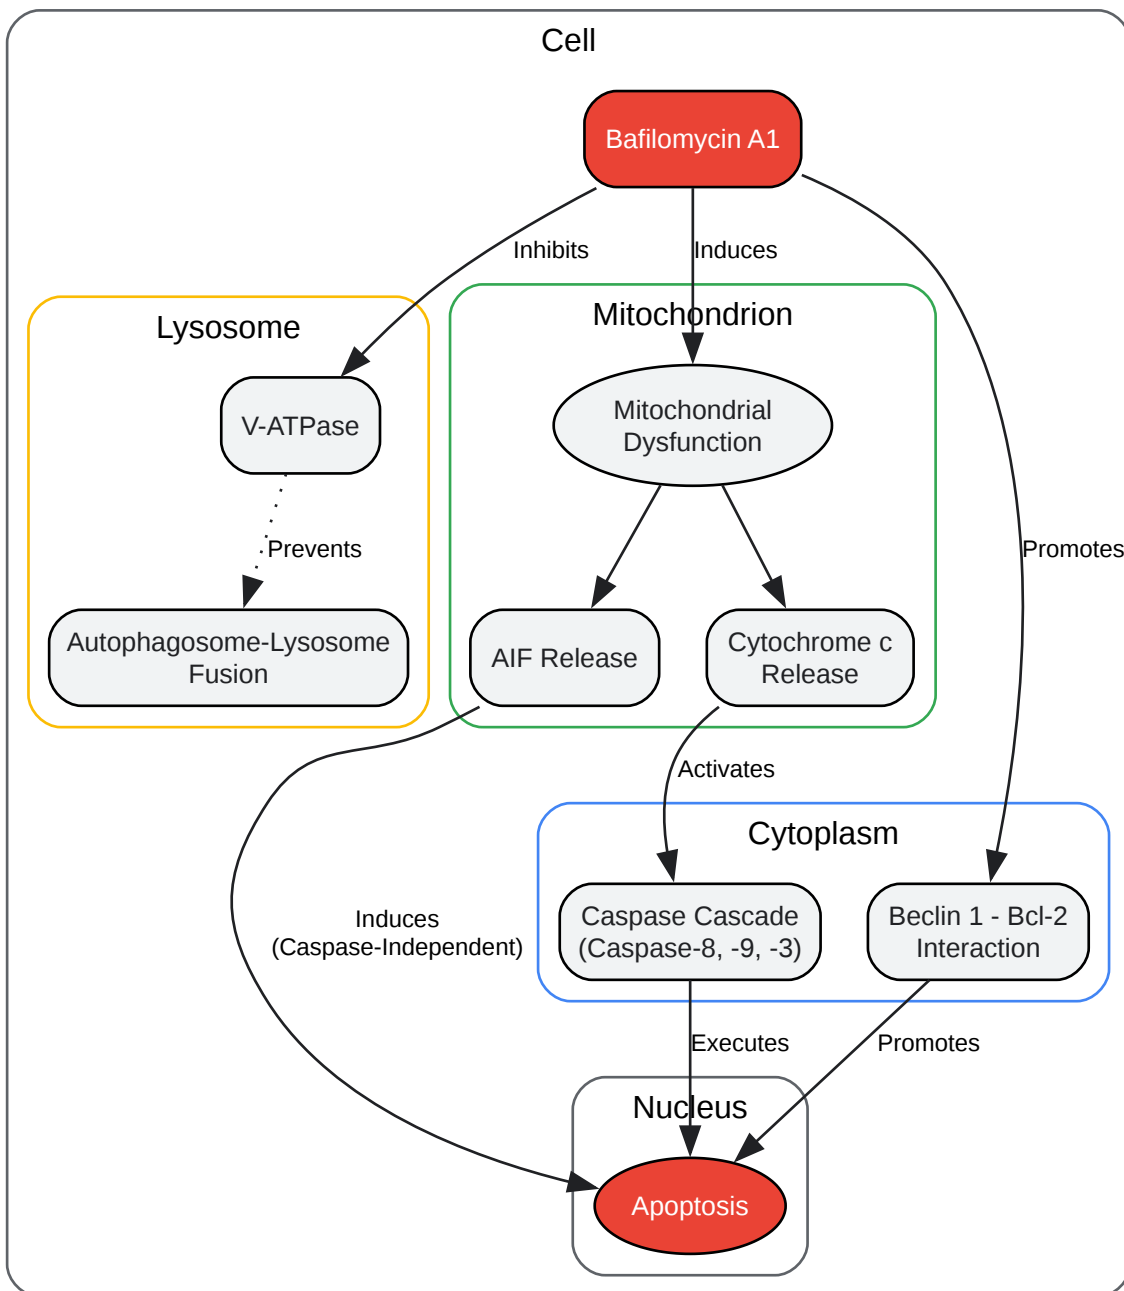 Cell
Bafilomycin A1
Inhibits
Induces
Lysosome
Mitochondrion
V-ATPase
Mitochondrial
Dysfunction
Prevents
Promotes
Autophagosome-Lysosome
Fusion
AIF Release
Cytochrome c
Release
Activates
Cytoplasm
Induces
(Caspase-Independent)
Caspase Cascade
(Caspase-8, -9, -3)
Beclin 1 - Bcl-2
Interaction
Executes
Promotes
Nucleus
Apoptosis